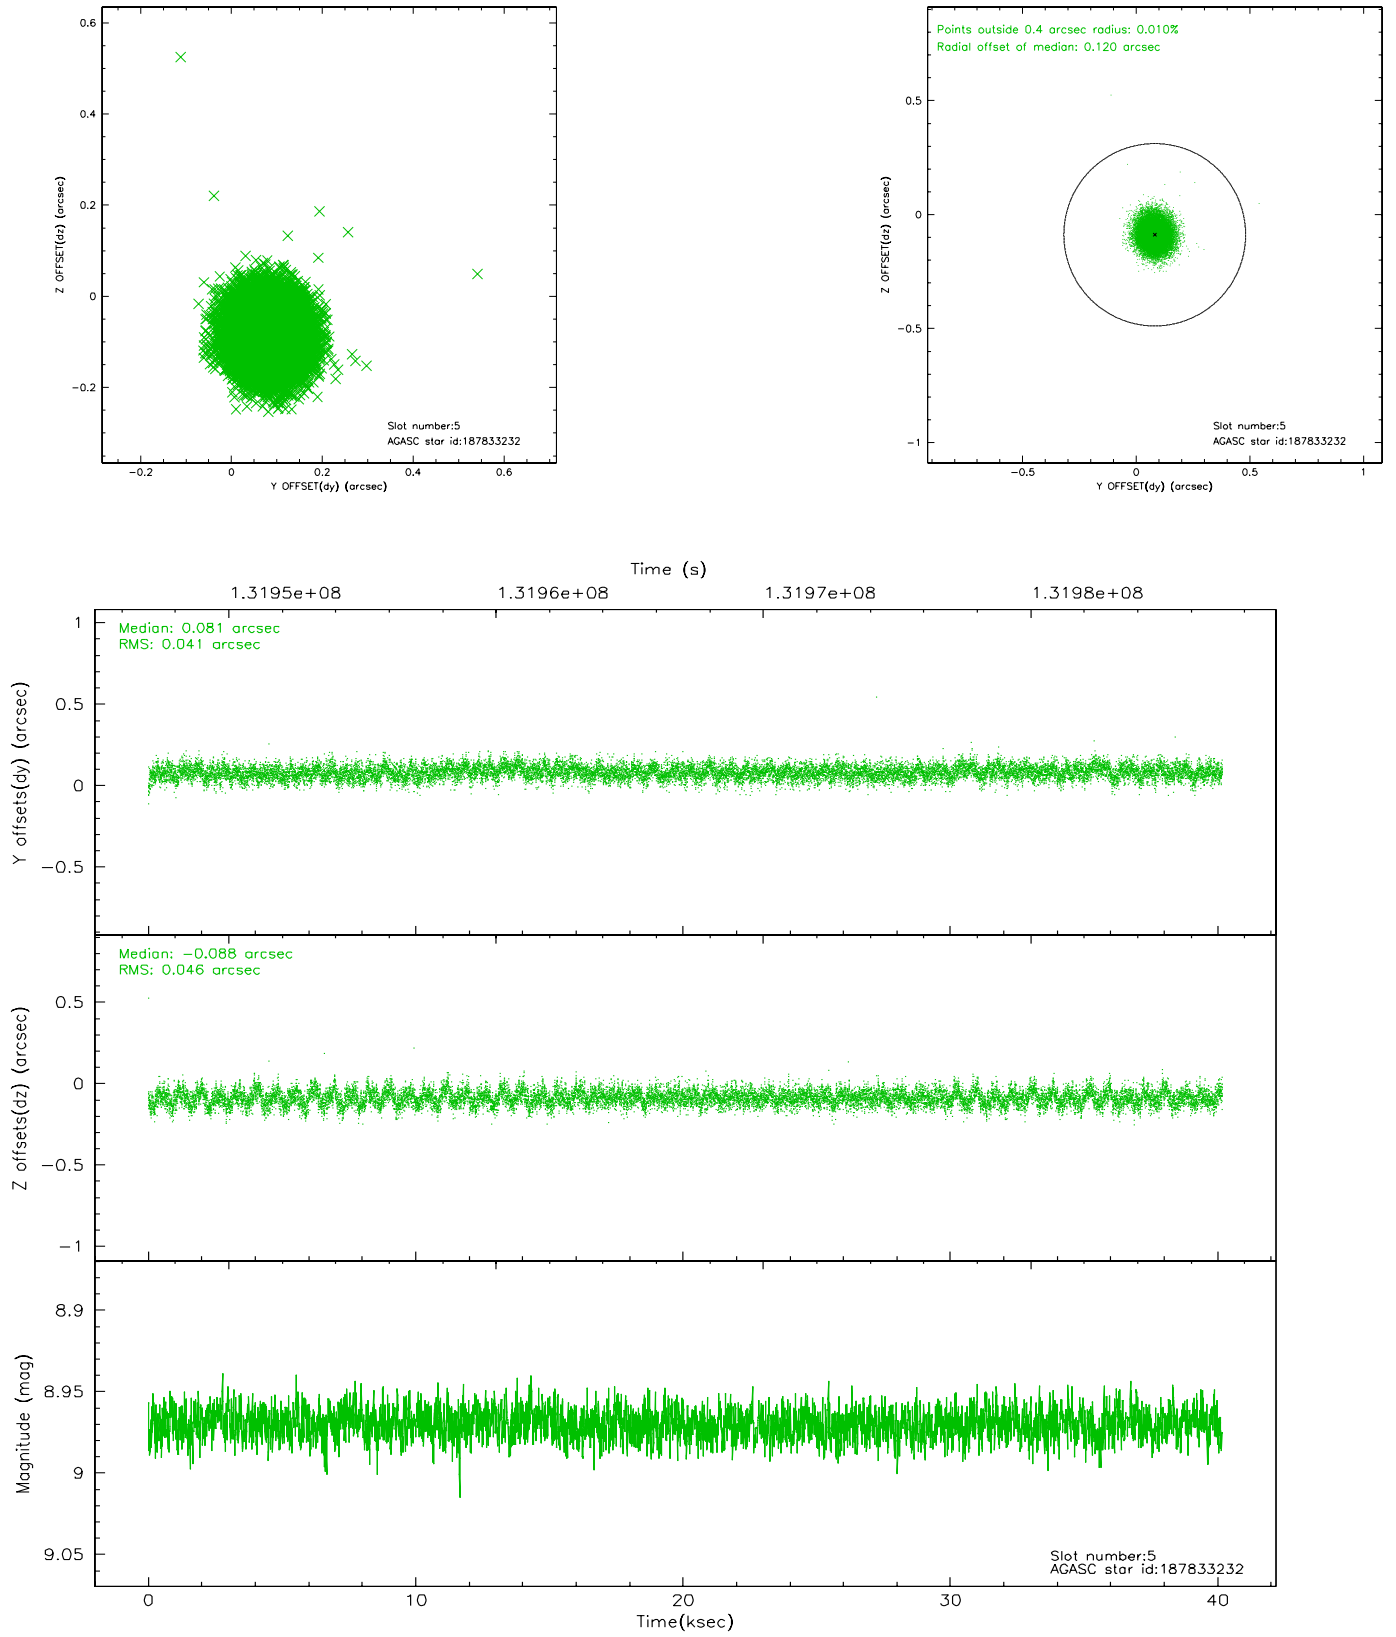 0.6
0.4
0.2
0
−0.2
Z OFFSET(dz) (arcsec)
Slot number:5
AGASC star id:187833232
−0.2
0
0.2
0.4
0.6
Y OFFSET(dy) (arcsec)
Points outside 0.4 arcsec radius: 0.010%
Radial offset of median: 0.120 arcsec
0.5
0
−0.5
−1
Z OFFSET(dz) (arcsec)
Slot number:5
AGASC star id:187833232
−0.5
0
0.5
1
Y OFFSET(dy) (arcsec)
Time (s)
1.3195e+08
1.3196e+08
1.3197e+08
1.3198e+08
Median: 0.081 arcsec
RMS: 0.041 arcsec
1
0.5
0
−0.5
Y offsets(dy) (arcsec)
Median: −0.088 arcsec
RMS: 0.046 arcsec
0.5
0
−0.5
−1
Z offsets(dz) (arcsec)
8.9
8.95
9
9.05
Magnitude (mag)
Slot number:5
AGASC star id:187833232
0
10
20
30
40
Time(ksec)